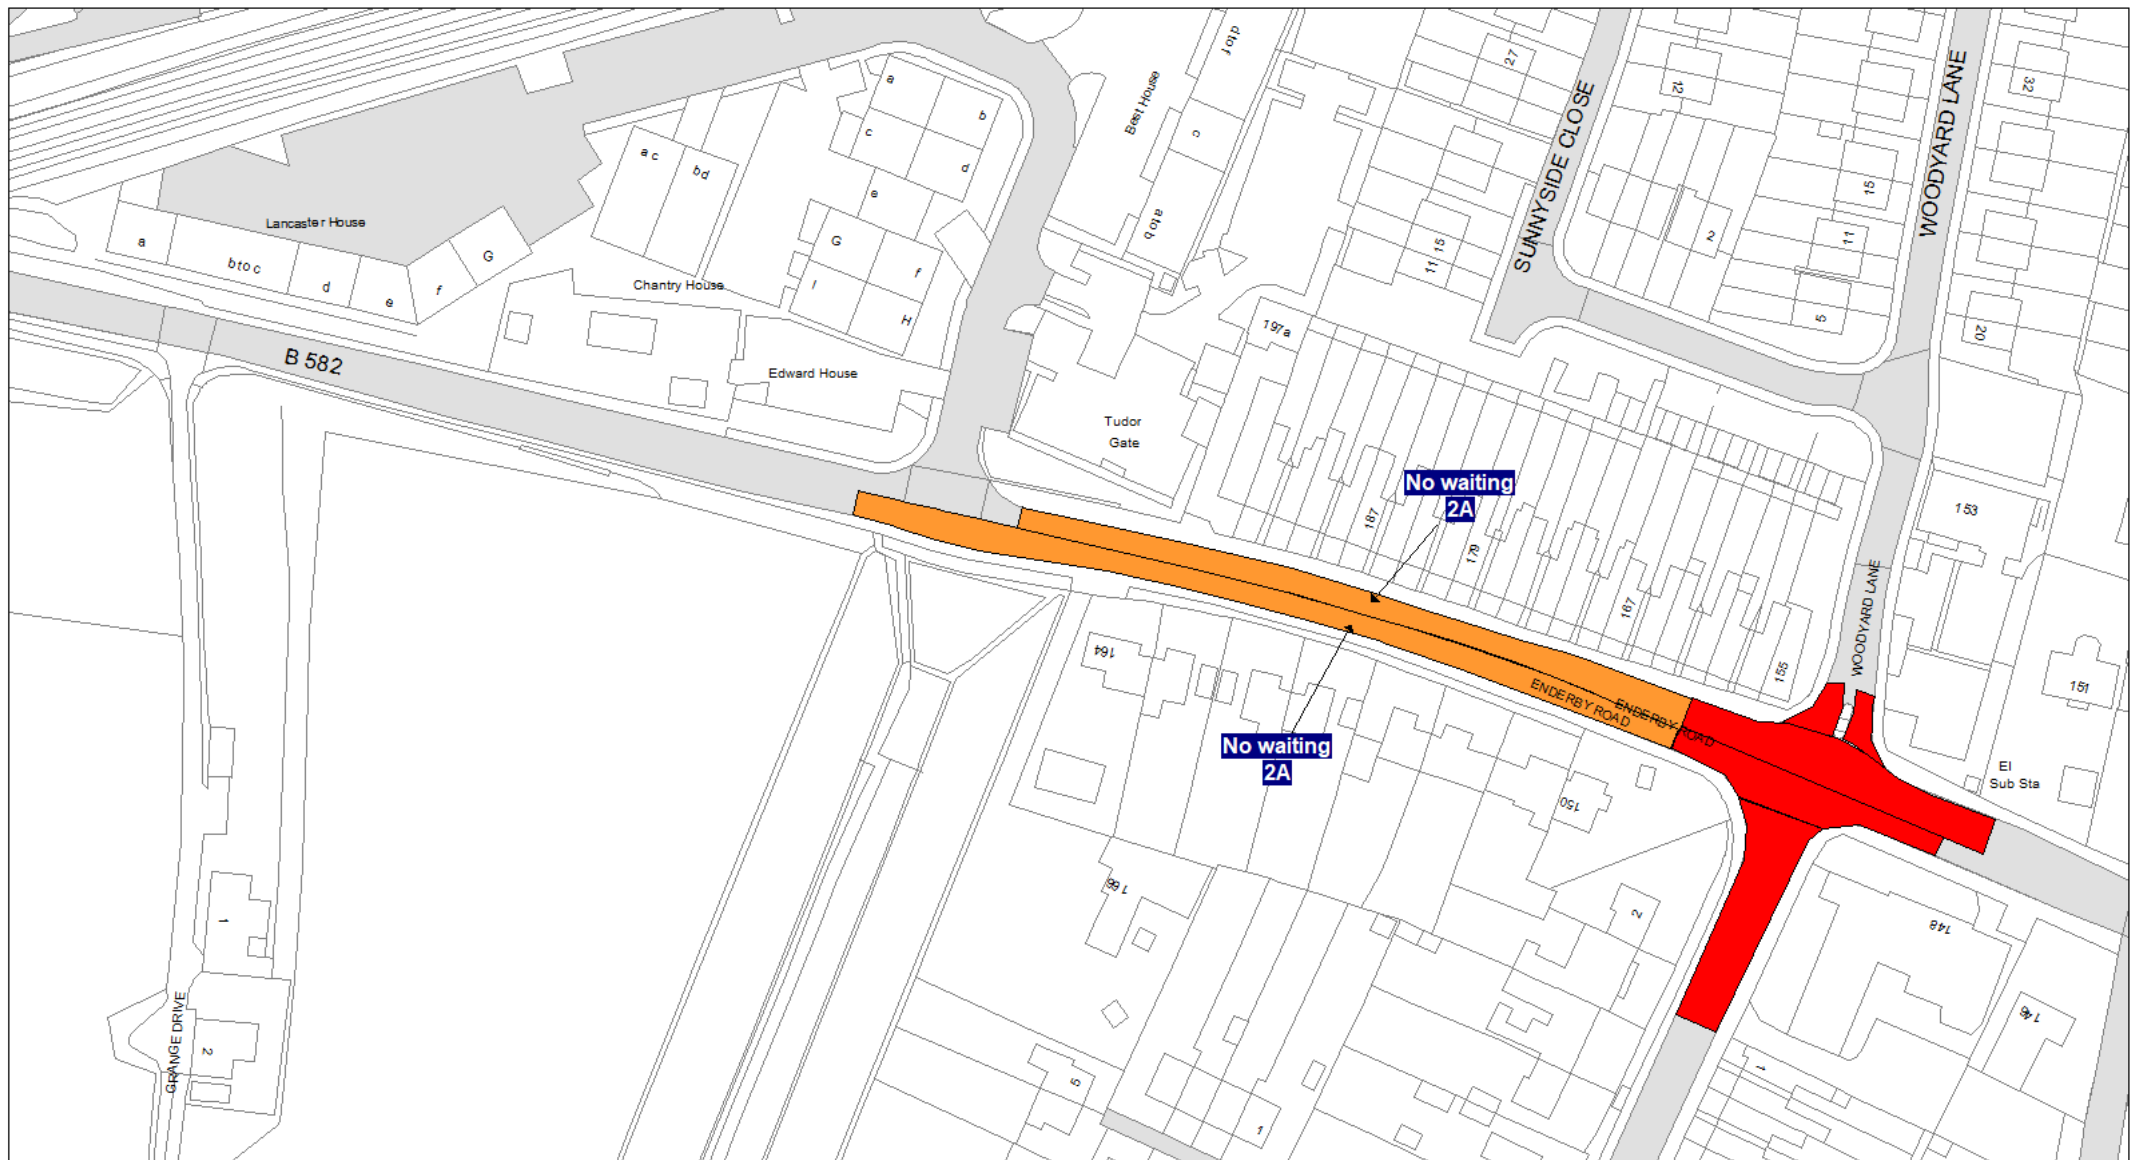 d to f
27
12
WOODYARD LANE
32
Best House
SUNNYSIDE CLOSE
a
b
c
d
a c
b d
c
e
15
Lancaster House
a
b to c
d
e
f
G
G
f
I
H
a to b
11 15
2
11
Chantry House
B 582
Edward House
197a
5
20
Tudor
Gate
No waiting
2A
187
179
153
167
WOODYARD LANE
155
151
164
ENDERBY ROAD
ENDERBY ROAD
No waiting
2A
El
Sub Sta
150
166
2
148
1
146
GRANGE DRIVE
2
5
1
1